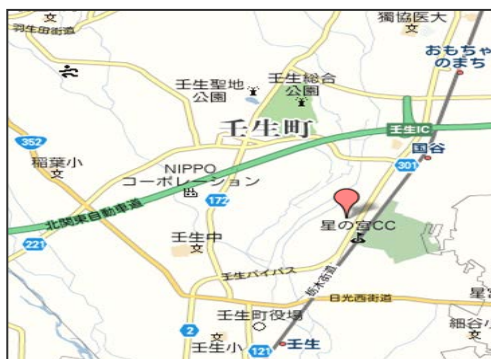 羽生田街道
獨協医大
おもちゃ
のまち
壬生聖地
公園
壬生総合
公園
壬生町
壬生IC
352
国谷
稲葉小
NIPPO
コーポレーション
301
172
北関東自動車道
星の宮CC
221
壬生中
壬生バイパス
栃木街道
日光西街道
2
壬生町役場
壬生小
121
壬生
細谷小